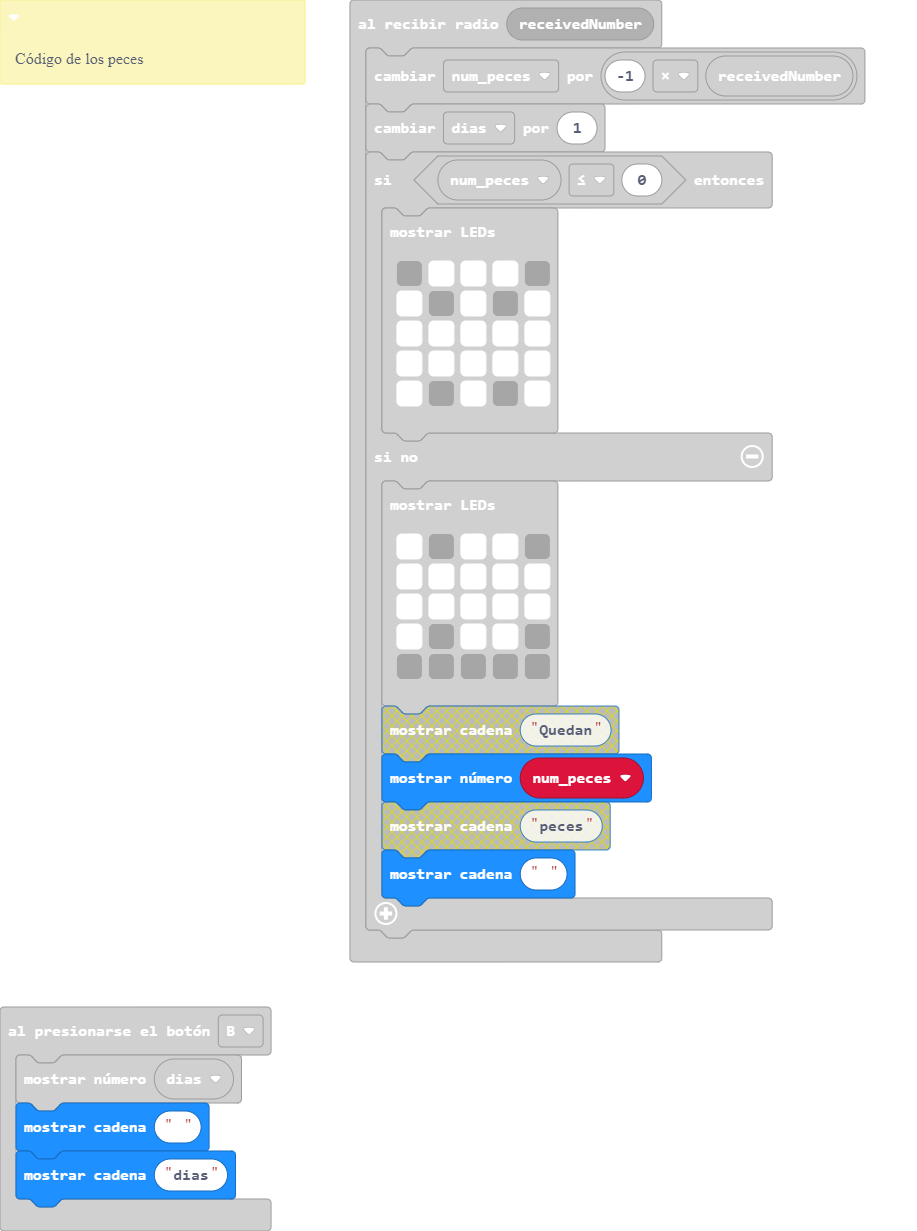 Código de los peces
al recibir radio receivedNumber
cambiar num_peces por -1 × receivedNumber
cambiar dias por 1
si num_peces ≤ 0 entonces
mostrar LEDs
si no
mostrar LEDs
mostrar cadena "Quedan"
mostrar número num_peces
mostrar cadena "peces"
mostrar cadena " "
al presionarse el botón B
mostrar número dias
mostrar cadena " "
mostrar cadena "dias"